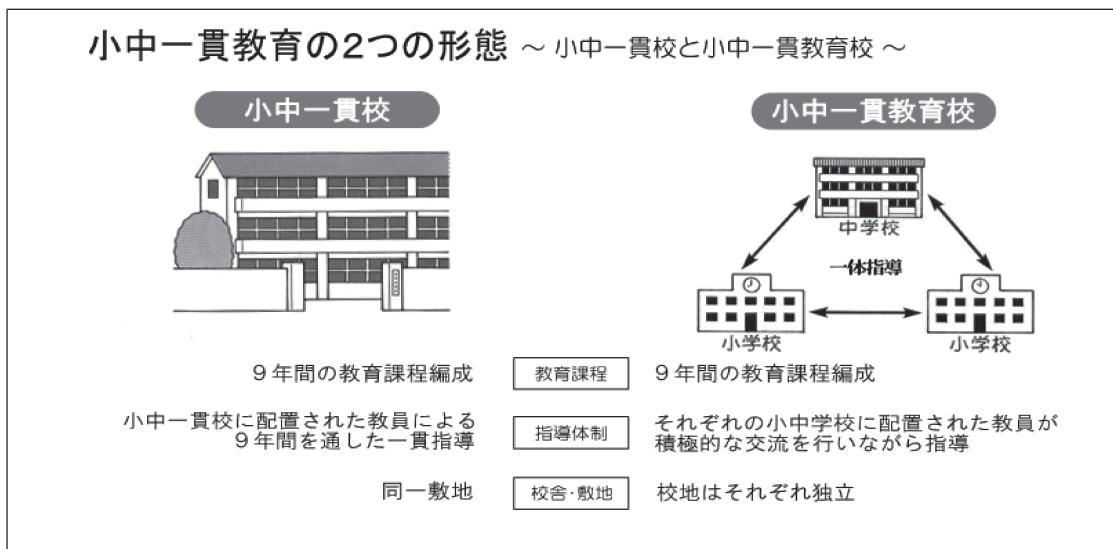 小中一貫教育の2つの形態 ～ 小中一貫校と小中一貫教育校 ～
小中一貫校
小中一貫教育校
中学校
小学校
小学校
9年間の教育課程編成
教育課程
9年間の教育課程編成
小中一貫校に配置された教員による
9年間を通した一貫指導
指導体制
それぞれの小中学校に配置された教員が
積極的な交流を行いながら指導
同一敷地
校舎・敷地
校地はそれぞれ独立